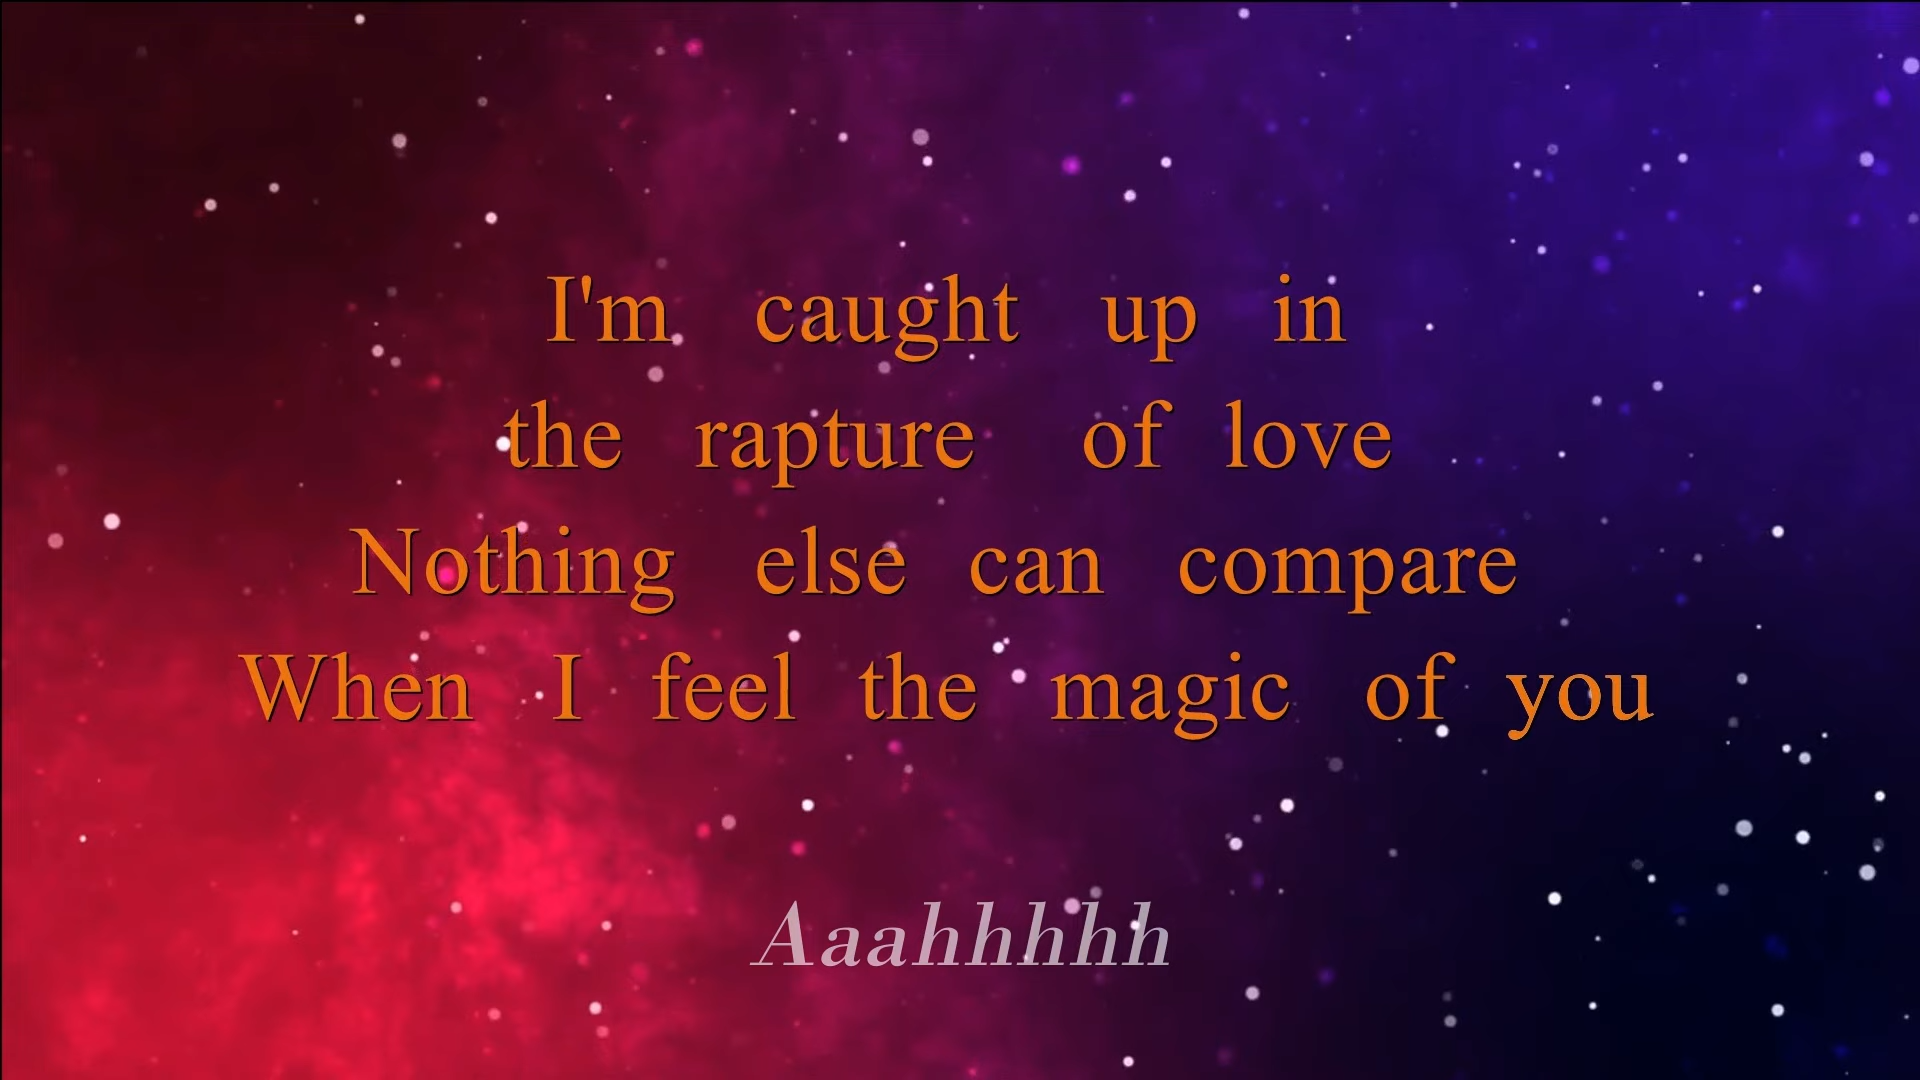 I'm caught up in
the rapture of love
Nothing else can compare
When I feel the magic of you
Aaahhhhh